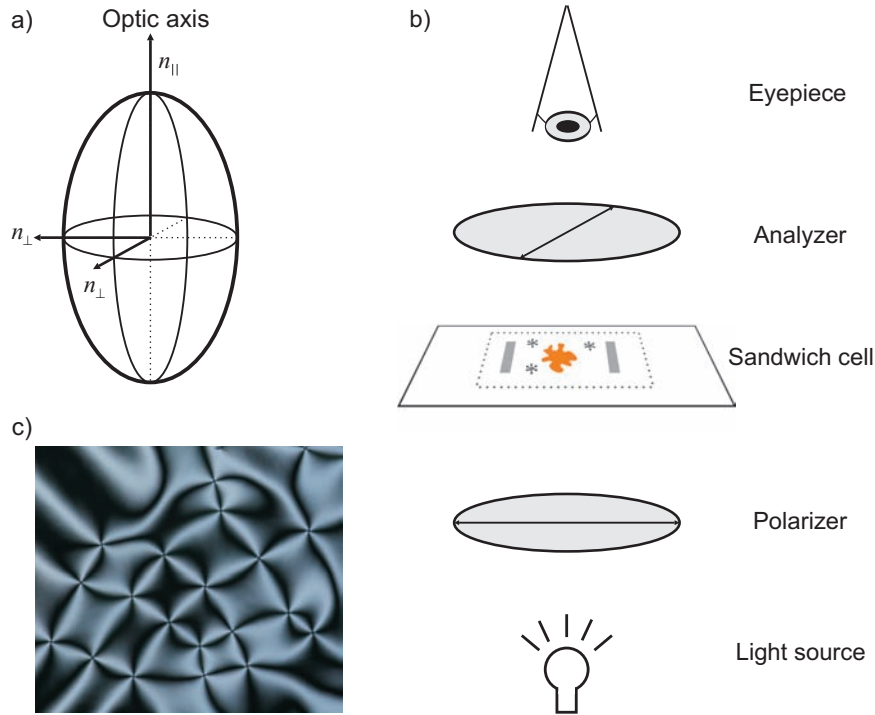 a)
Optic axis
n||
n⊥
n⊥
b)
Eyepiece
Analyzer
Sandwich cell
Polarizer
Light source
c)